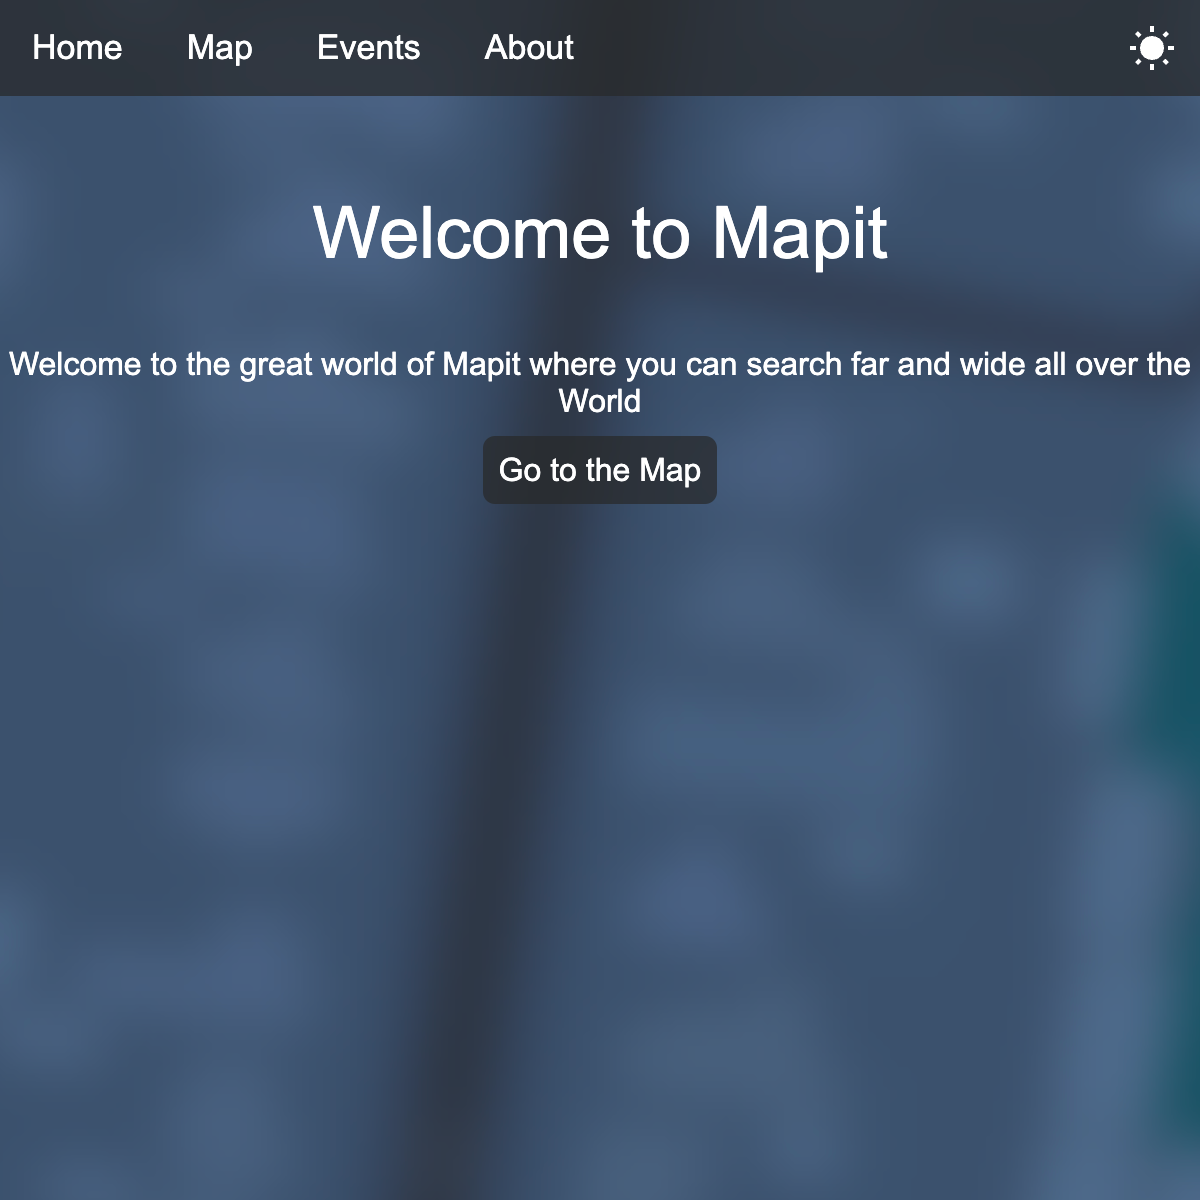 Home Map Events About
Welcome to Mapit
Welcome to the great world of Mapit where you can search far and wide all over the
World
Go to the Map